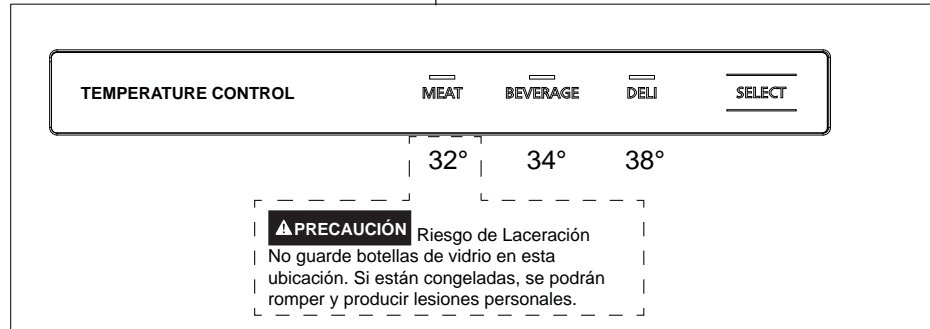 TEMPERATURE CONTROL MEAT BEVERAGE DELI SELECT
32° 34° 38°
PRECAUCIÓN Riesgo de Laceración
No guarde botellas de vidrio en esta
ubicación. Si están congeladas, se podrán
romper y producir lesiones personales.